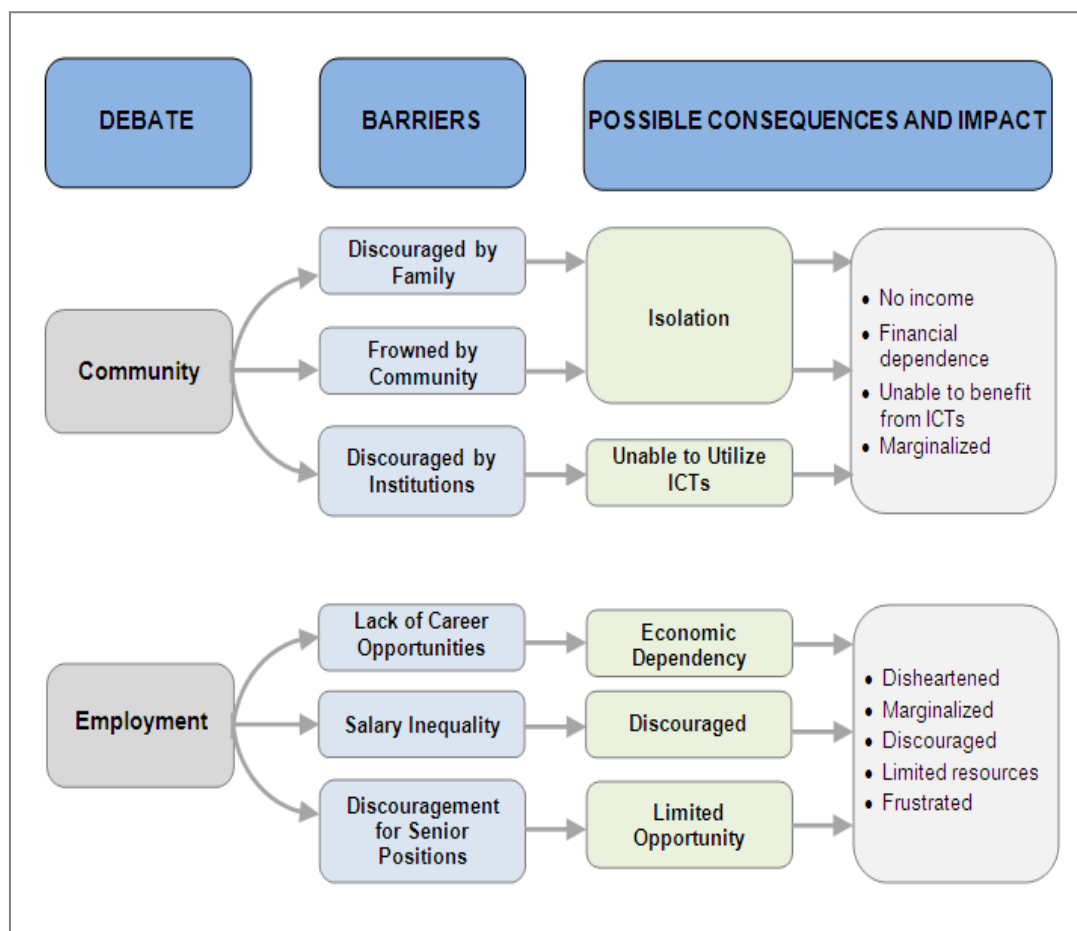 DEBATE
BARRIERS
POSSIBLE CONSEQUENCES AND IMPACT
Community
Discouraged by
Family
Frowned by
Community
Discouraged by
Institutions
Isolation
Unable to Utilize
ICTs
• No income
• Financial
dependence
• Unable to benefit
from ICTs
• Marginalized
Employment
Lack of Career
Opportunities
Salary Inequality
Discouragement
for Senior
Positions
Economic
Dependency
Discouraged
Limited
Opportunity
• Disheartened
• Marginalized
• Discouraged
• Limited resources
• Frustrated